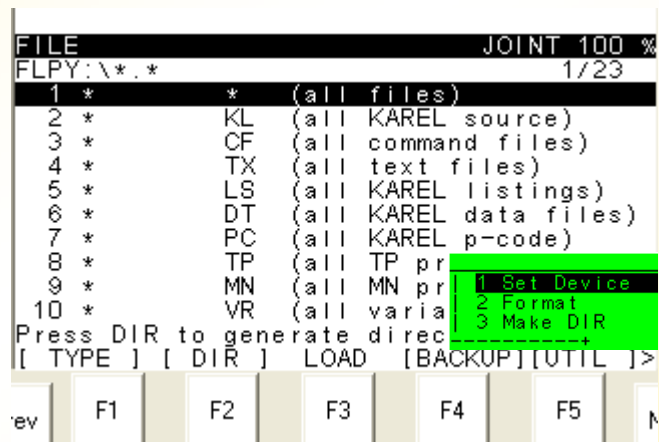 FILE JOINT 100 %
FLPY:\*.* 1/23
1 * * (all files)
2 * KL (all KAREL source)
3 * CF (all command files)
4 * TX (all text files)
5 * LS (all KAREL listings)
6 * DT (all KAREL data files)
7 * PC (all KAREL p-code)
8 * TP (all TP pr
9 * MN (all MN pr
10 * VR (all varia
1 Set Device
2 Format
3 Make DIR
Press DIR to generate direc
[ TYPE ] [ DIR ] LOAD [BACKUP][UTIL ]>
ev F1 F2 F3 F4 F5